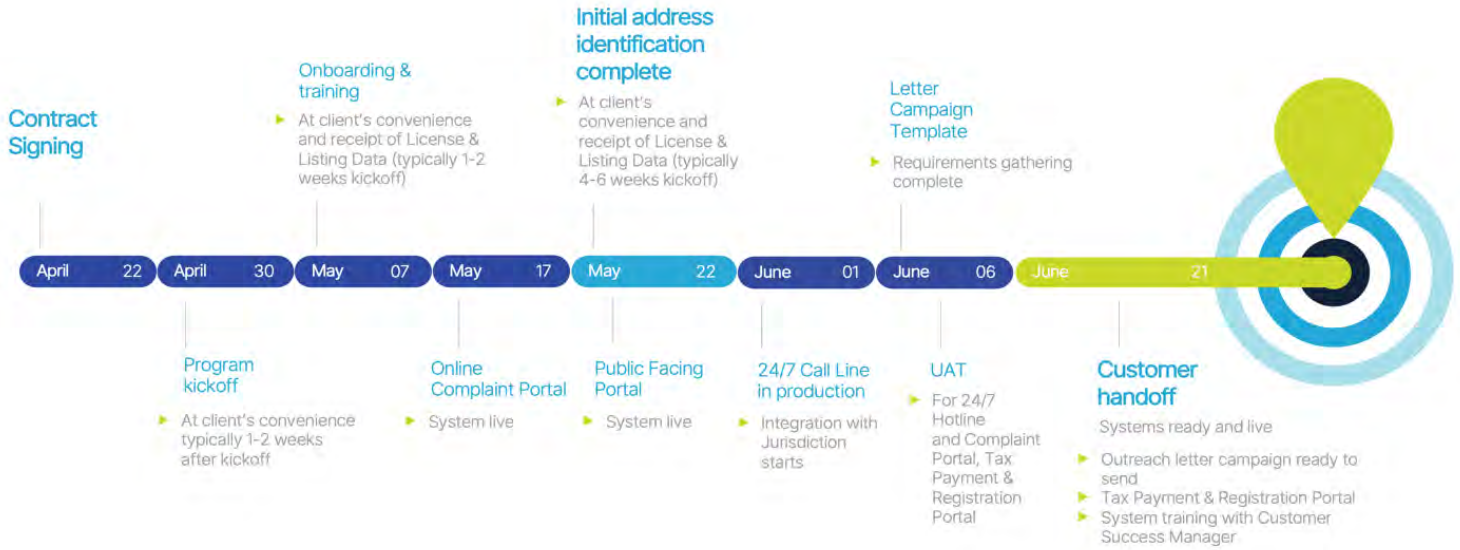 Contract
Signing
Onboarding &
training
At client's convenience
and receipt of License &
Listing Data (typically 1-2
weeks kickoff)
Initial address
identification
complete
At client's
convenience and
receipt of License &
Listing Data (typically
4-6 weeks kickoff)
Letter
Campaign
Template
Requirements gathering
complete
April 22
April 30
May 07
May 17
May 22
June 01
June 06
June 21
Program
kickoff
At client's convenience
typically 1-2 weeks
after kickoff
Online
Complaint Portal
System live
Public Facing
Portal
System live
24/7 Call Line
in production
Integration with
Jurisdiction
starts
UAT
For 24/7
Hotline
and Complaint
Portal, Tax
Payment &
Registration
Portal
Customer
handoff
Systems ready and live
Outreach letter campaign ready to
send
Tax Payment & Registration Portal
System training with Customer
Success Manager